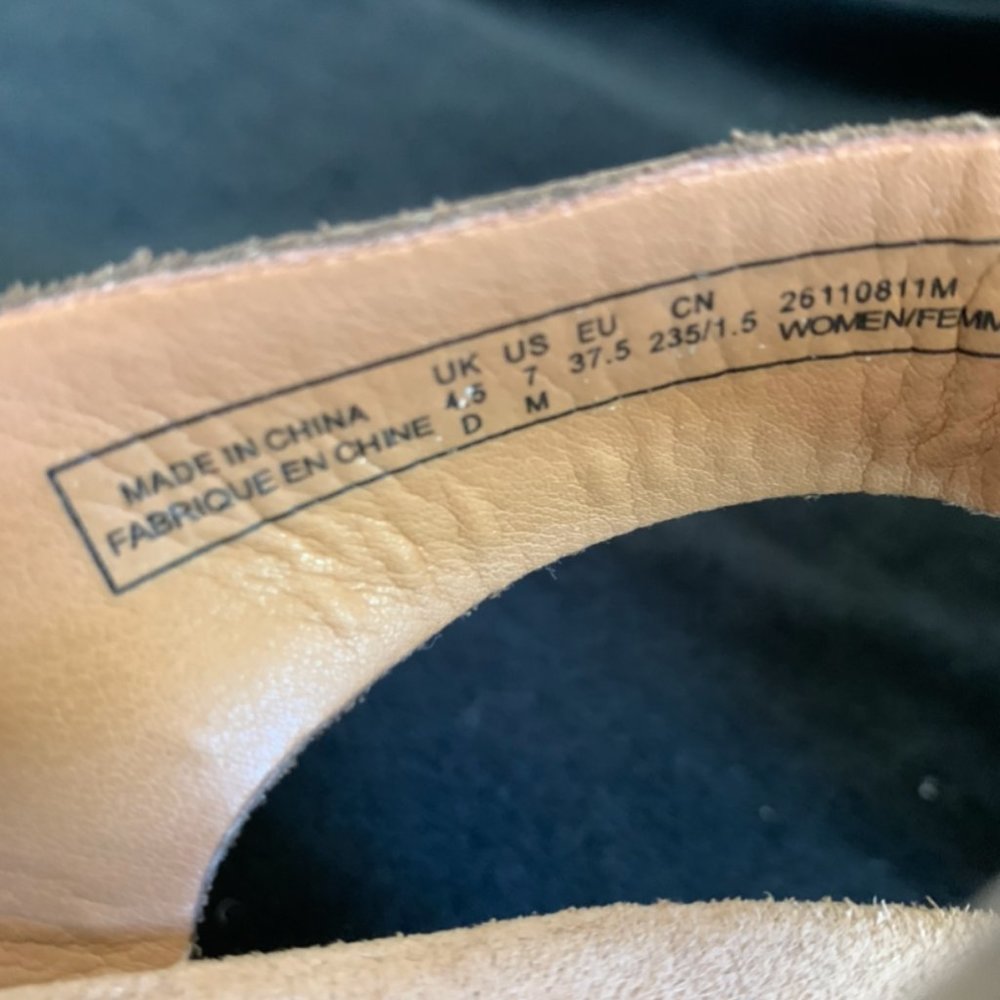 MADE IN CHINA UK US EU CN 26110811M
FABRIQUE EN CHINE 4.5 7 37.5 235/1.5 WOMEN/FEMM
D M